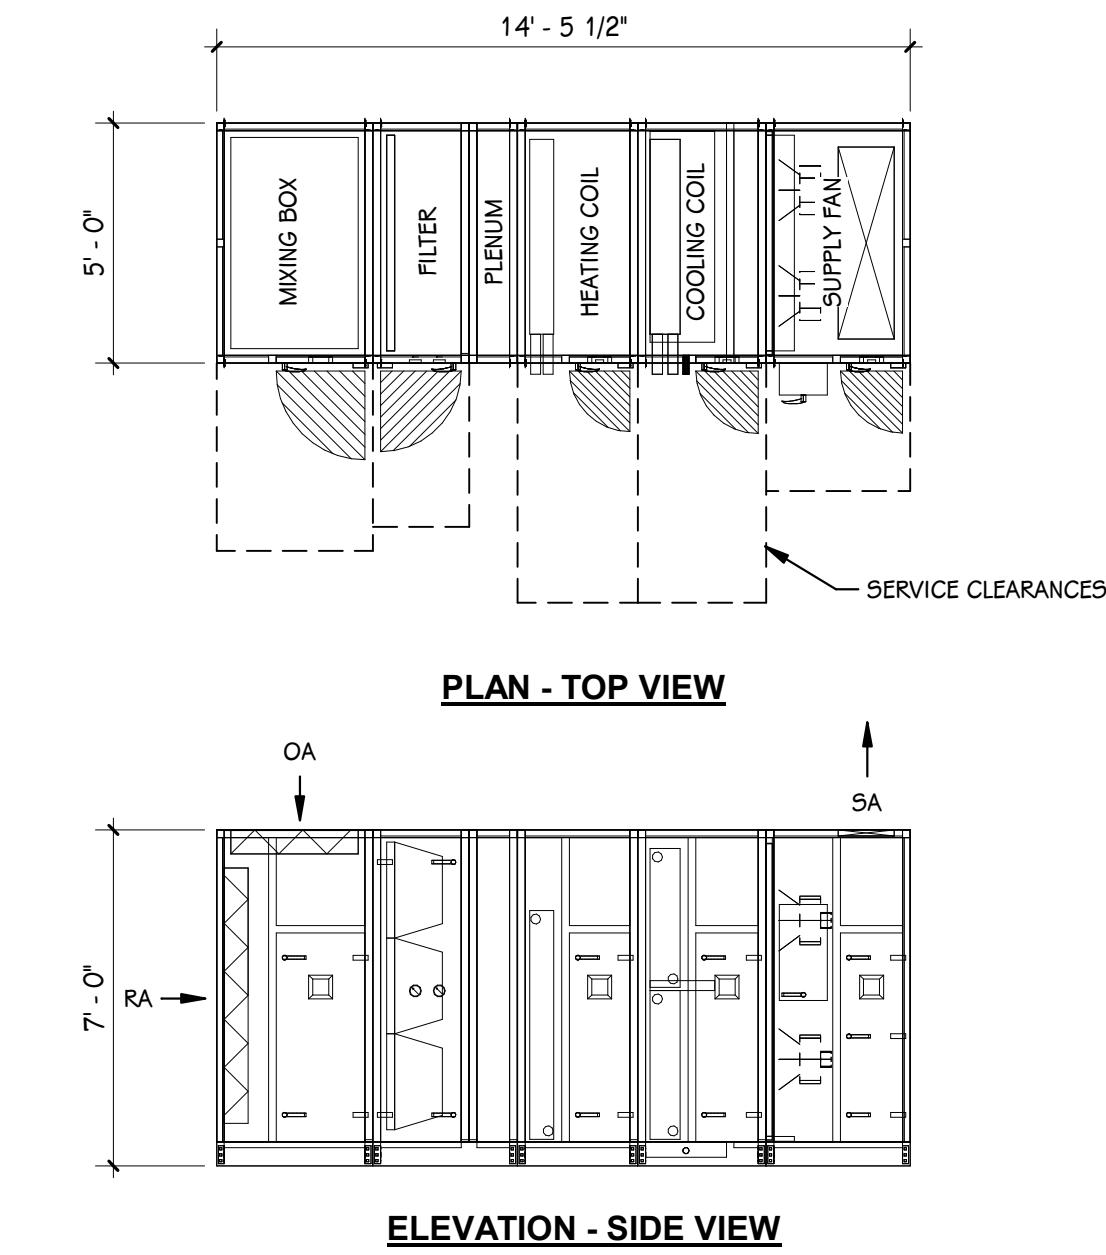 14' - 5 1/2"
5' - 0"
MIXING BOX
FILTER
PLENUM
HEATING COIL
COOLING COIL
SUPPLY FAN
SERVICE CLEARANCES
PLAN - TOP VIEW
OA
SA
7' - 0"
RA
ELEVATION - SIDE VIEW